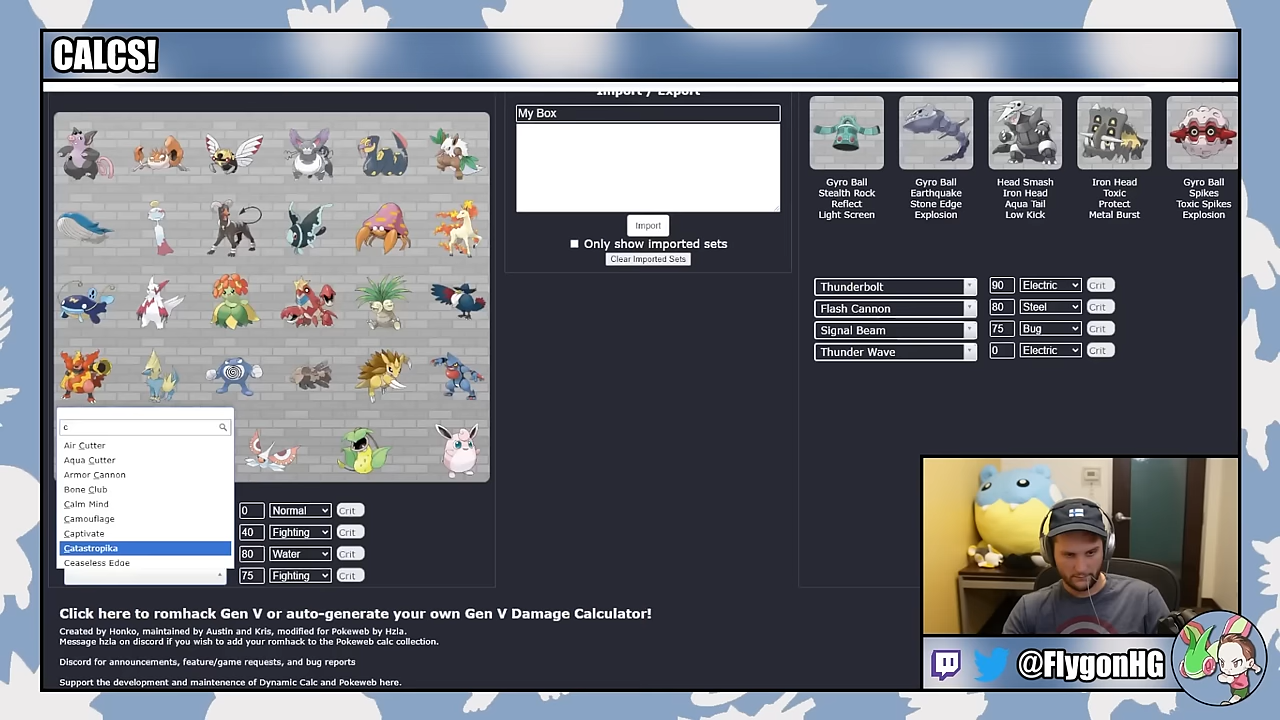 CALCS!
Import / Export
My Box
Import
Only show imported sets
Clear Imported Sets
Gyro Ball
Stealth Rock
Reflect
Light Screen
Gyro Ball
Earthquake
Stone Edge
Explosion
Head Smash
Iron Head
Aqua Tail
Low Kick
Iron Head
Toxic
Protect
Metal Burst
Gyro Ball
Spikes
Toxic Spikes
Explosion
Thunderbolt 90 Electric Crit
Flash Cannon 80 Steel Crit
Signal Beam 75 Bug Crit
Thunder Wave 0 Electric Crit
c
Air Cutter
Aqua Cutter
Armor Cannon
Bone Club
Calm Mind
Camouflage
Captivate
Catastropika
Ceaseless Edge
0 Normal Crit
40 Fighting Crit
80 Water Crit
75 Fighting Crit
Click here to romhack Gen V or auto-generate your own Gen V Damage Calculator!
Created by Honko, maintained by Austin and Kris, modified for Pokeweb by Hzla.
Message hzla on discord if you wish to add your romhack to the Pokeweb calc collection.
Discord for announcements, feature/game requests, and bug reports
Support the development and maintenence of Dynamic Calc and Pokeweb here.
@FlygonHG